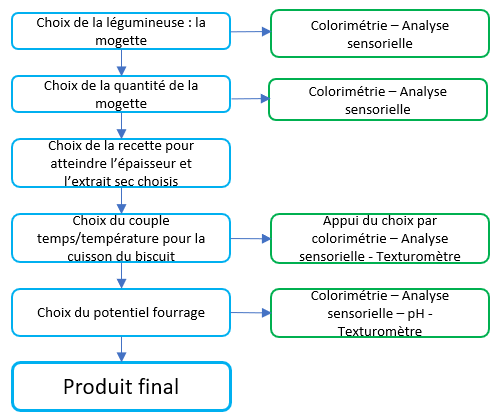 Choix de la légumineuse : la
mogette
Colorimétrie – Analyse
sensorielle
Choix de la quantité de la
mogette
Colorimétrie – Analyse
sensorielle
Choix de la recette pour
atteindre l’épaisseur et
l’extrait sec choisis
Choix du couple
temps/température pour la
cuisson du biscuit
Appui du choix par
colorimétrie – Analyse
sensorielle - Texturomètre
Choix du potentiel fourrage
Colorimétrie – Analyse
sensorielle – pH -
Texturomètre
Produit final